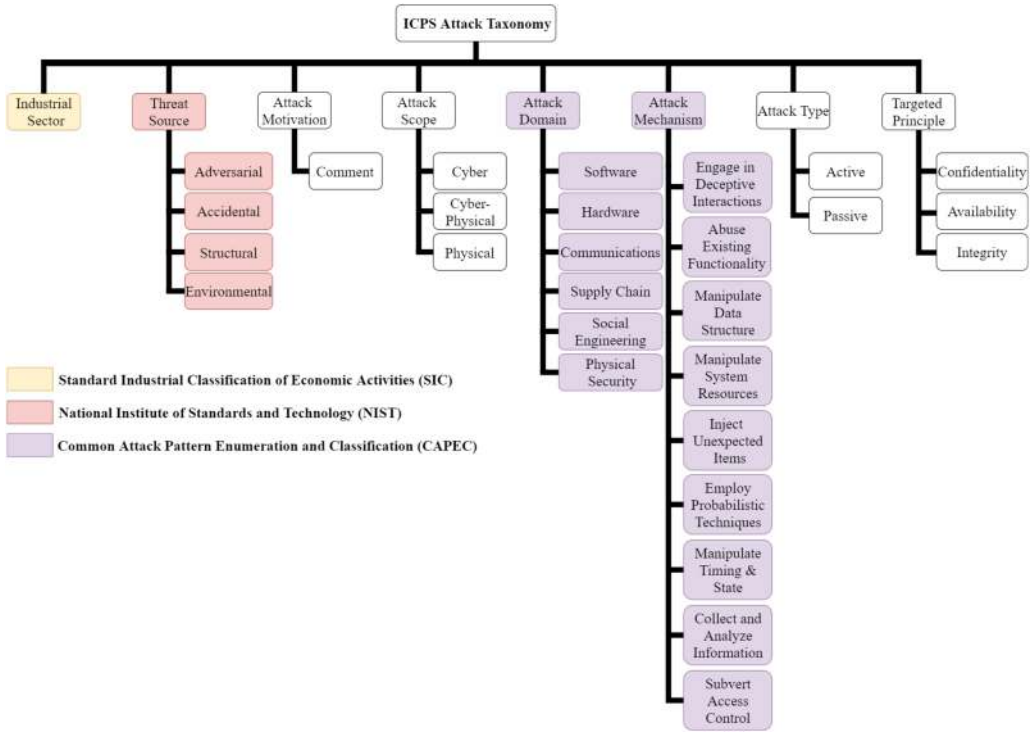 ICPS Attack Taxonomy
Industrial
Sector
Threat
Source
Attack
Motivation
Attack
Scope
Attack
Domain
Attack
Mechanism
Attack Type
Targeted
Principle
Adversarial
Accidental
Structural
Environmental
Comment
Cyber
Cyber-
Physical
Physical
Software
Hardware
Communications
Supply Chain
Social
Engineering
Physical
Security
Engage in
Deceptive
Interactions
Abuse
Existing
Functionality
Manipulate
Data
Structure
Manipulate
System
Resources
Inject
Unexpected
Items
Employ
Probabilistic
Techniques
Manipulate
Timing &
State
Collect and
Analyze
Information
Subvert
Access
Control
Active
Passive
Confidentiality
Availability
Integrity
Standard Industrial Classification of Economic Activities (SIC)
National Institute of Standards and Technology (NIST)
Common Attack Pattern Enumeration and Classification (CAPEC)